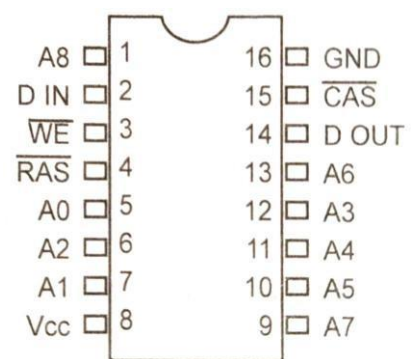 A8 1 16 GND
D IN 2 15 CAS
WE 3 14 D OUT
RAS 4 13 A6
A0 5 12 A3
A2 6 11 A4
A1 7 10 A5
Vcc 8 9 A7